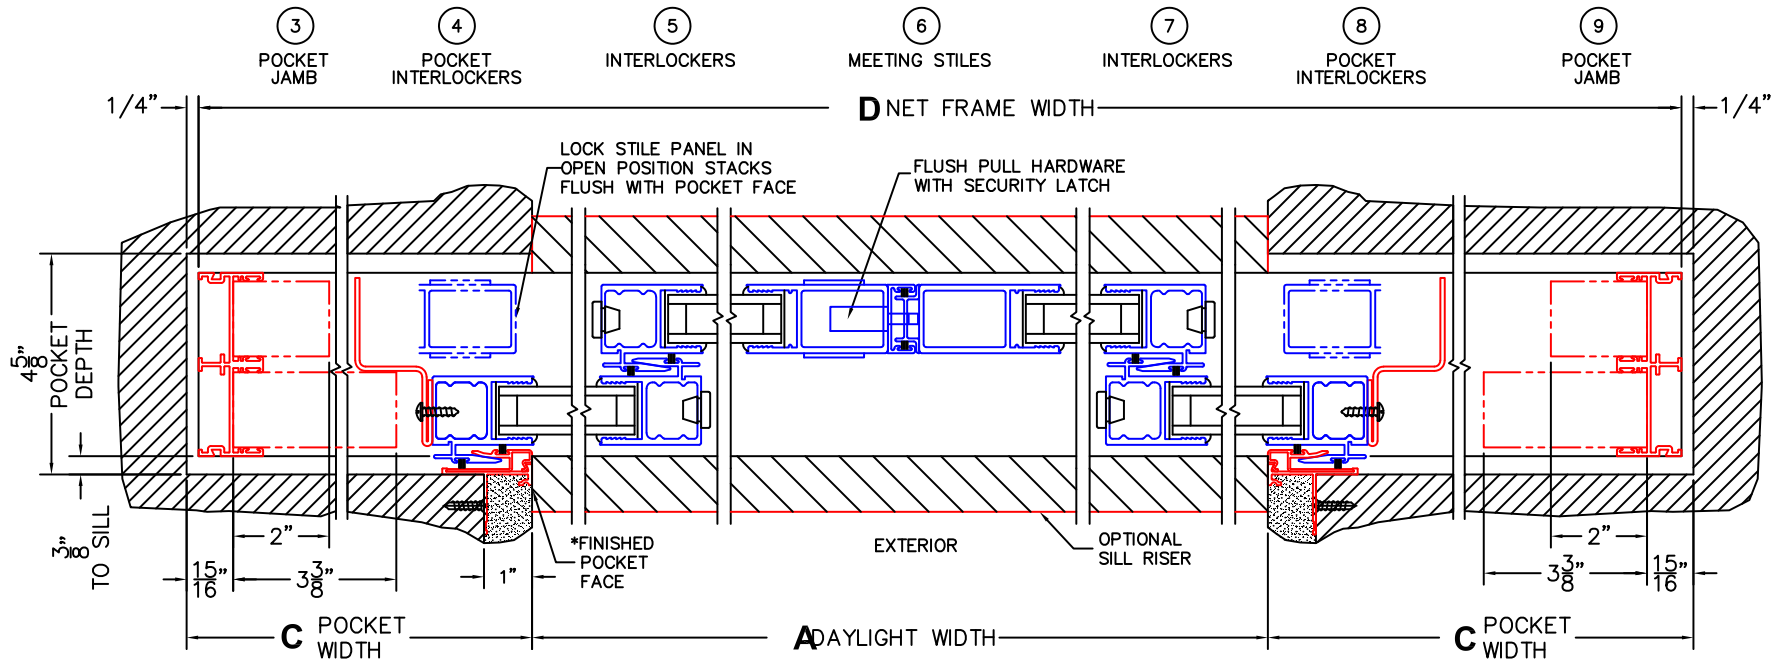 3
4
5
6
7
8
9
POCKET
JAMB
POCKET
INTERLOCKERS
INTERLOCKERS
MEETING STILES
INTERLOCKERS
POCKET
INTERLOCKERS
POCKET
JAMB
1/4"
D NET FRAME WIDTH
1/4"
LOCK STILE PANEL IN
OPEN POSITION STACKS
FLUSH WITH POCKET FACE
FLUSH PULL HARDWARE
WITH SECURITY LATCH
4 5/8"
POCKET
DEPTH
3/8"
TO SILL
2"
15/16"
3 3/8"
1"
*FINISHED
POCKET
FACE
EXTERIOR
OPTIONAL
SILL RISER
2"
3 3/8"
15/16"
C POCKET
WIDTH
A DAYLIGHT WIDTH
C POCKET
WIDTH